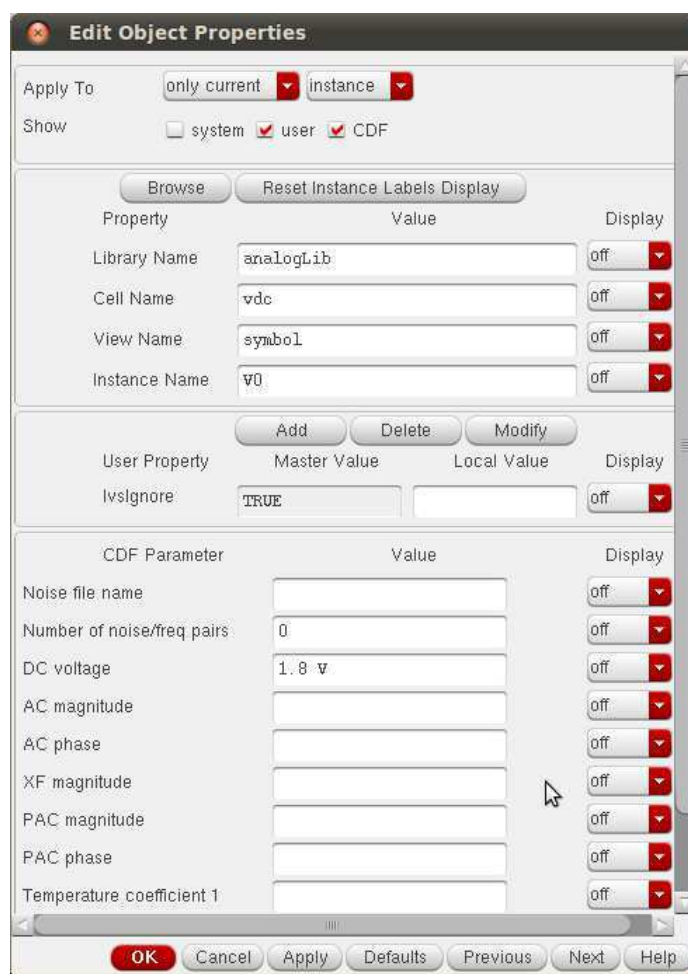 Edit Object Properties
Apply To only current instance
Show system user CDF
Browse Reset Instance Labels Display
Property Value Display
Library Name analogLib off
Cell Name vdc off
View Name symbol off
Instance Name V0 off
Add Delete Modify
User Property Master Value Local Value Display
lvsIgnore TRUE off
CDF Parameter Value Display
Noise file name off
Number of noise/freq pairs 0 off
DC voltage 1.8 V off
AC magnitude off
AC phase off
XF magnitude off
PAC magnitude off
PAC phase off
Temperature coefficient 1 off
OK Cancel Apply Defaults Previous Next Help